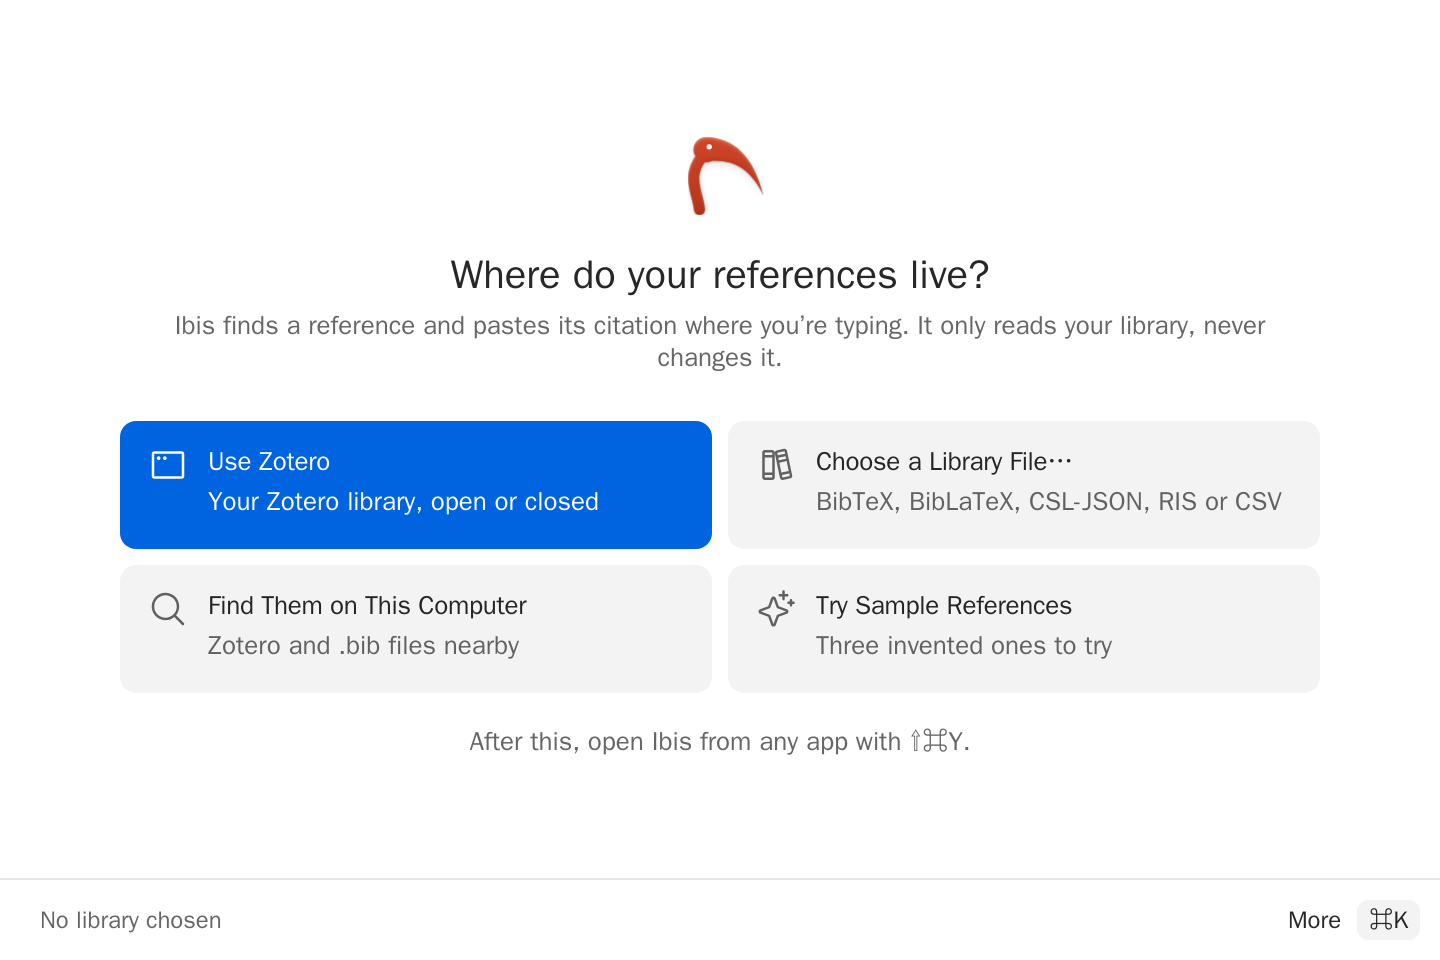 Where do your references live?
Ibis finds a reference and pastes its citation where you’re typing. It only reads your library, never
changes it.
Use Zotero
Your Zotero library, open or closed
Choose a Library File⋯
BibTeX, BibLaTeX, CSL-JSON, RIS or CSV
Find Them on This Computer
Zotero and .bib files nearby
Try Sample References
Three invented ones to try
After this, open Ibis from any app with ⇧⌘Y.
No library chosen
More ⌘K